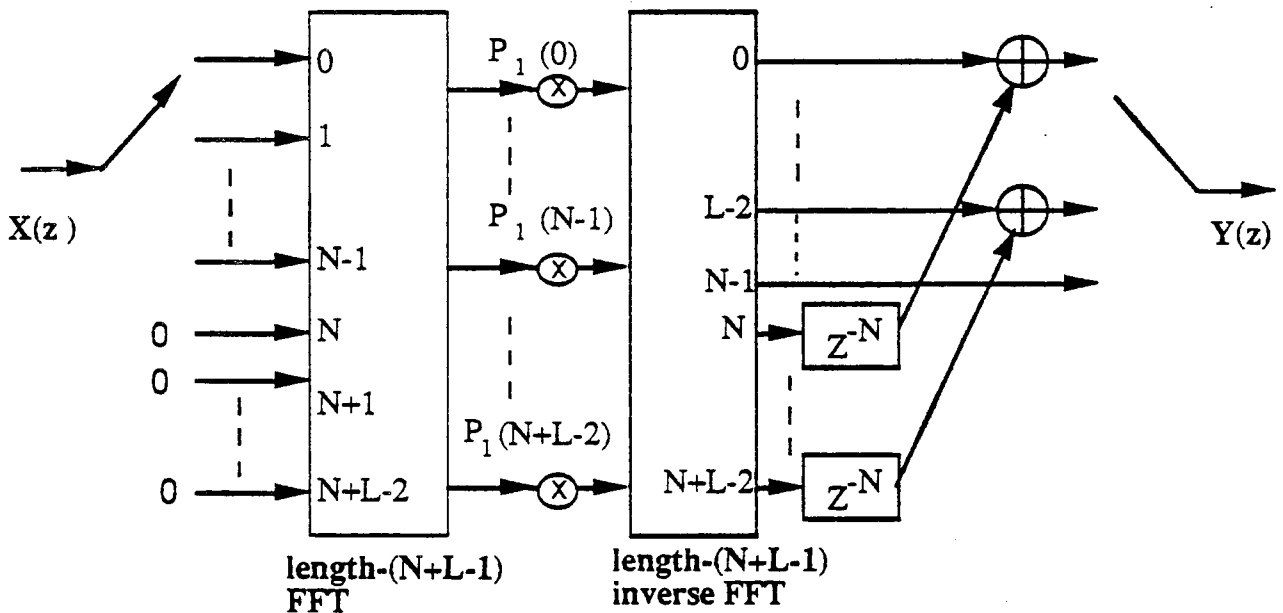 0
P₁(0)
0
X
1
P₁(N-1)
L-2
X(z)
N-1
X
N-1
Y(z)
0
N
N
Z⁻ᴺ
0
N+1
P₁(N+L-2)
0
N+L-2
X
N+L-2
Z⁻ᴺ
length-(N+L-1)
FFT
length-(N+L-1)
inverse FFT